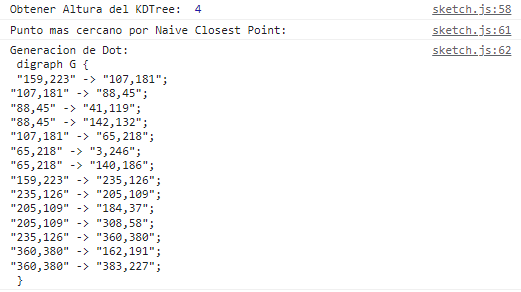 Obtener Altura del KDTree: 4 sketch.js:58
Punto mas cercano por Naive Closest Point: sketch.js:61
Generacion de Dot: sketch.js:62
digraph G {
"159,223" -> "107,181";
"107,181" -> "88,45";
"88,45" -> "41,119";
"88,45" -> "142,132";
"107,181" -> "65,218";
"65,218" -> "3,246";
"65,218" -> "140,186";
"159,223" -> "235,126";
"235,126" -> "205,109";
"205,109" -> "184,37";
"205,109" -> "308,58";
"235,126" -> "360,380";
"360,380" -> "162,191";
"360,380" -> "383,227";
}